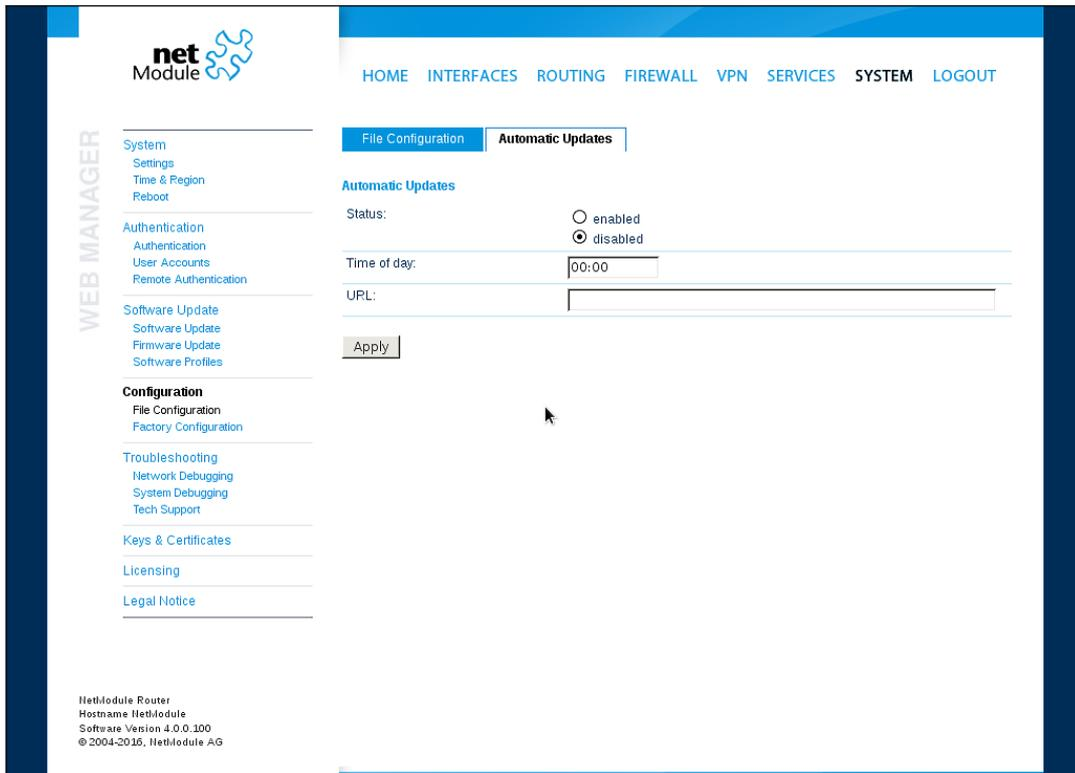 net
Module
HOME INTERFACES ROUTING FIREWALL VPN SERVICES SYSTEM LOGOUT
WEB MANAGER
System
Settings
Time & Region
Reboot
Authentication
Authentication
User Accounts
Remote Authentication
Software Update
Software Update
Firmware Update
Software Profiles
Configuration
File Configuration
Factory Configuration
Troubleshooting
Network Debugging
System Debugging
Tech Support
Keys & Certificates
Licensing
Legal Notice
File Configuration Automatic Updates
Automatic Updates
Status:
enabled
disabled
Time of day: 00:00
URL:
Apply
NetModule Router
Hostname NetModule
Software Version 4.0.0.100
© 2004-2016, NetModule AG